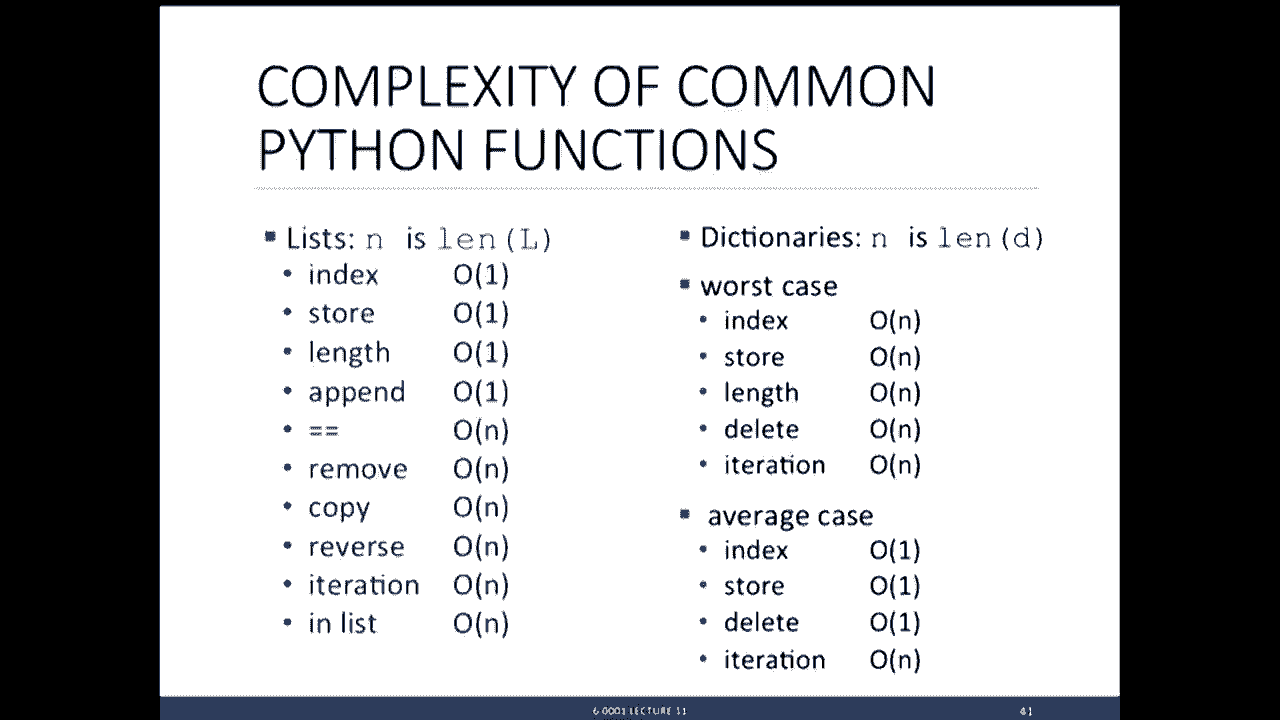 COMPLEXITY OF COMMON
PYTHON FUNCTIONS
▪ Lists: n is len(L)
• index O(1)
• store O(1)
• length O(1)
• append O(1)
• == O(n)
• remove O(n)
• copy O(n)
• reverse O(n)
• iteration O(n)
• in list O(n)
▪ Dictionaries: n is len(d)
▪ worst case
• index O(n)
• store O(n)
• length O(n)
• delete O(n)
• iteration O(n)
▪ average case
• index O(1)
• store O(1)
• delete O(1)
• iteration O(n)
6.0001 LECTURE 11
41